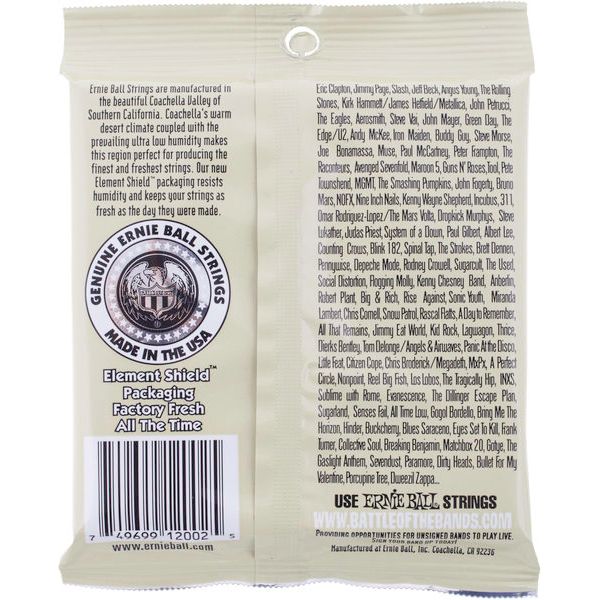 Ernie Ball Strings are manufactured in
the beautiful Coachella Valley of
Southern California. Coachella's warm
desert climate coupled with the
prevailing ultra low humidity makes
this region perfect for producing the
finest and freshest strings. Our new
Element Shield™ packaging resists
humidity and keeps your strings as
fresh as the day they were made.
GENUINE ERNIE BALL STRINGS
MADE IN THE USA
Element Shield™
Packaging
Factory Fresh
All The Time
7 49699 12002 5
www.ernieball.com
Eric Clapton, Jimmy Page, Slash, Jeff Beck, Angus Young, The Rolling
Stones, Kirk Hammett/James Hetfield/Metallica, John Petrucci,
The Eagles, Aerosmith, Steve Vai, John Mayer, Green Day, The
Edge/U2, Andy McKee, Iron Maiden, Buddy Guy, Steve Morse,
Joe Bonamassa, Muse, Paul McCartney, Peter Frampton, The
Raconteurs, Avenged Sevenfold, Maroon 5, Guns N' Roses, Tool, Pete
Townshend, MGMT, The Smashing Pumpkins, John Fogerty, Bruno
Mars, NOFX, Nine Inch Nails, Kenny Wayne Shepherd, Incubus, 311,
Omar Rodriguez-Lopez/The Mars Volta, Dropkick Murphys, Steve
Lukather, Judas Priest, System of a Down, Paul Gilbert, Albert Lee,
Counting Crows, Blink 182, Spinal Tap, The Strokes, Brett Dennen,
Pennywise, Depeche Mode, Rodney Crowell, Sugarcult, The Used,
Social Distortion, Flogging Molly, Kenny Chesney Band, Anberlin,
Robert Plant, Big & Rich, Rise Against, Sonic Youth, Miranda
Lambert, Chris Cornell, Snow Patrol, Rascal Flatts, A Day to Remember,
All That Remains, Jimmy Eat World, Kid Rock, Lagwagon, Thrice,
Dierks Bentley, Tom Delonge/Angels & Airwaves, Panic At the Disco,
Little Feat, Citizen Cope, Chris Broderick/Megadeth, MxPx, A Perfect
Circle, Nonpoint, Reel Big Fish, Los Lobos, The Tragically Hip, INXS,
Sublime with Rome, Evanescence, The Dillinger Escape Plan,
Sugarland, Senses Fail, All Time Low, Gogol Bordello, Bring Me The
Horizon, Hinder, Buckcherry, Blues Saraceno, Eyes Set To Kill, Frank
Turner, Collective Soul, Breaking Benjamin, Matchbox 20, Gotye, The
Gaslight Anthem, Sevendust, Paramore, Dirty Heads, Bullet For My
Valentine, Porcupine Tree, Dweezil Zappa...
USE ERNIE BALL STRINGS
WWW.BATTLEOFTHEBANDS.COM
PROVIDING OPPORTUNITIES FOR UNSIGNED BANDS TO PLAY LIVE.
SIGN YOUR BAND UP TODAY!
Manufactured at Ernie Ball, Inc. Coachella, CA 92236